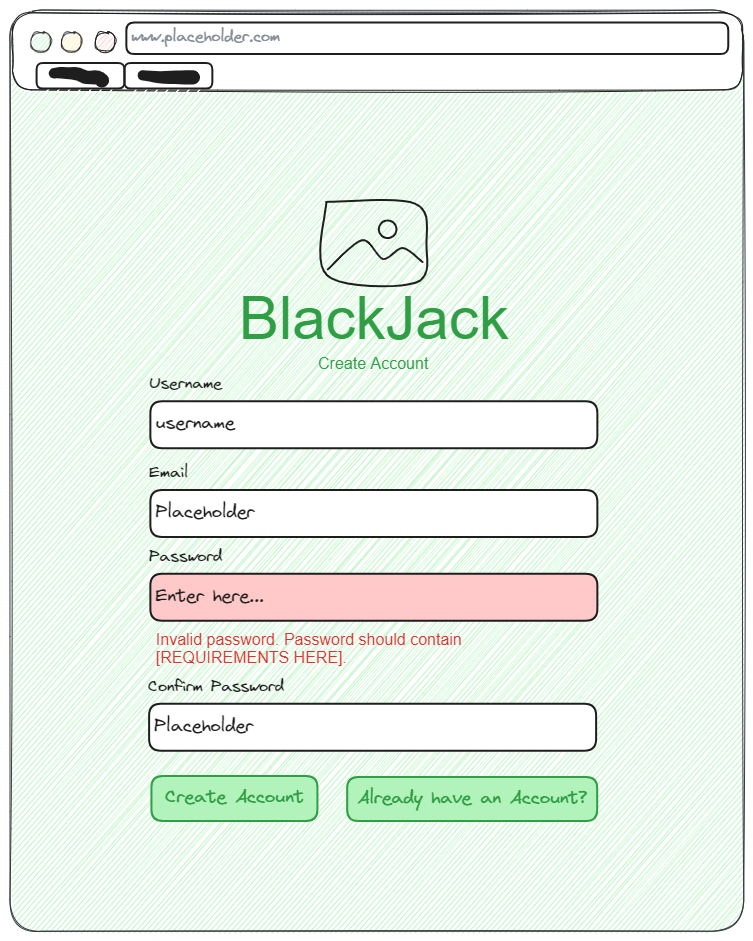 www.placeholder.com
BlackJack
Create Account
Username
username
Email
Placeholder
Password
Enter here...
Invalid password. Password should contain
[REQUIREMENTS HERE].
Confirm Password
Placeholder
Create Account
Already have an Account?